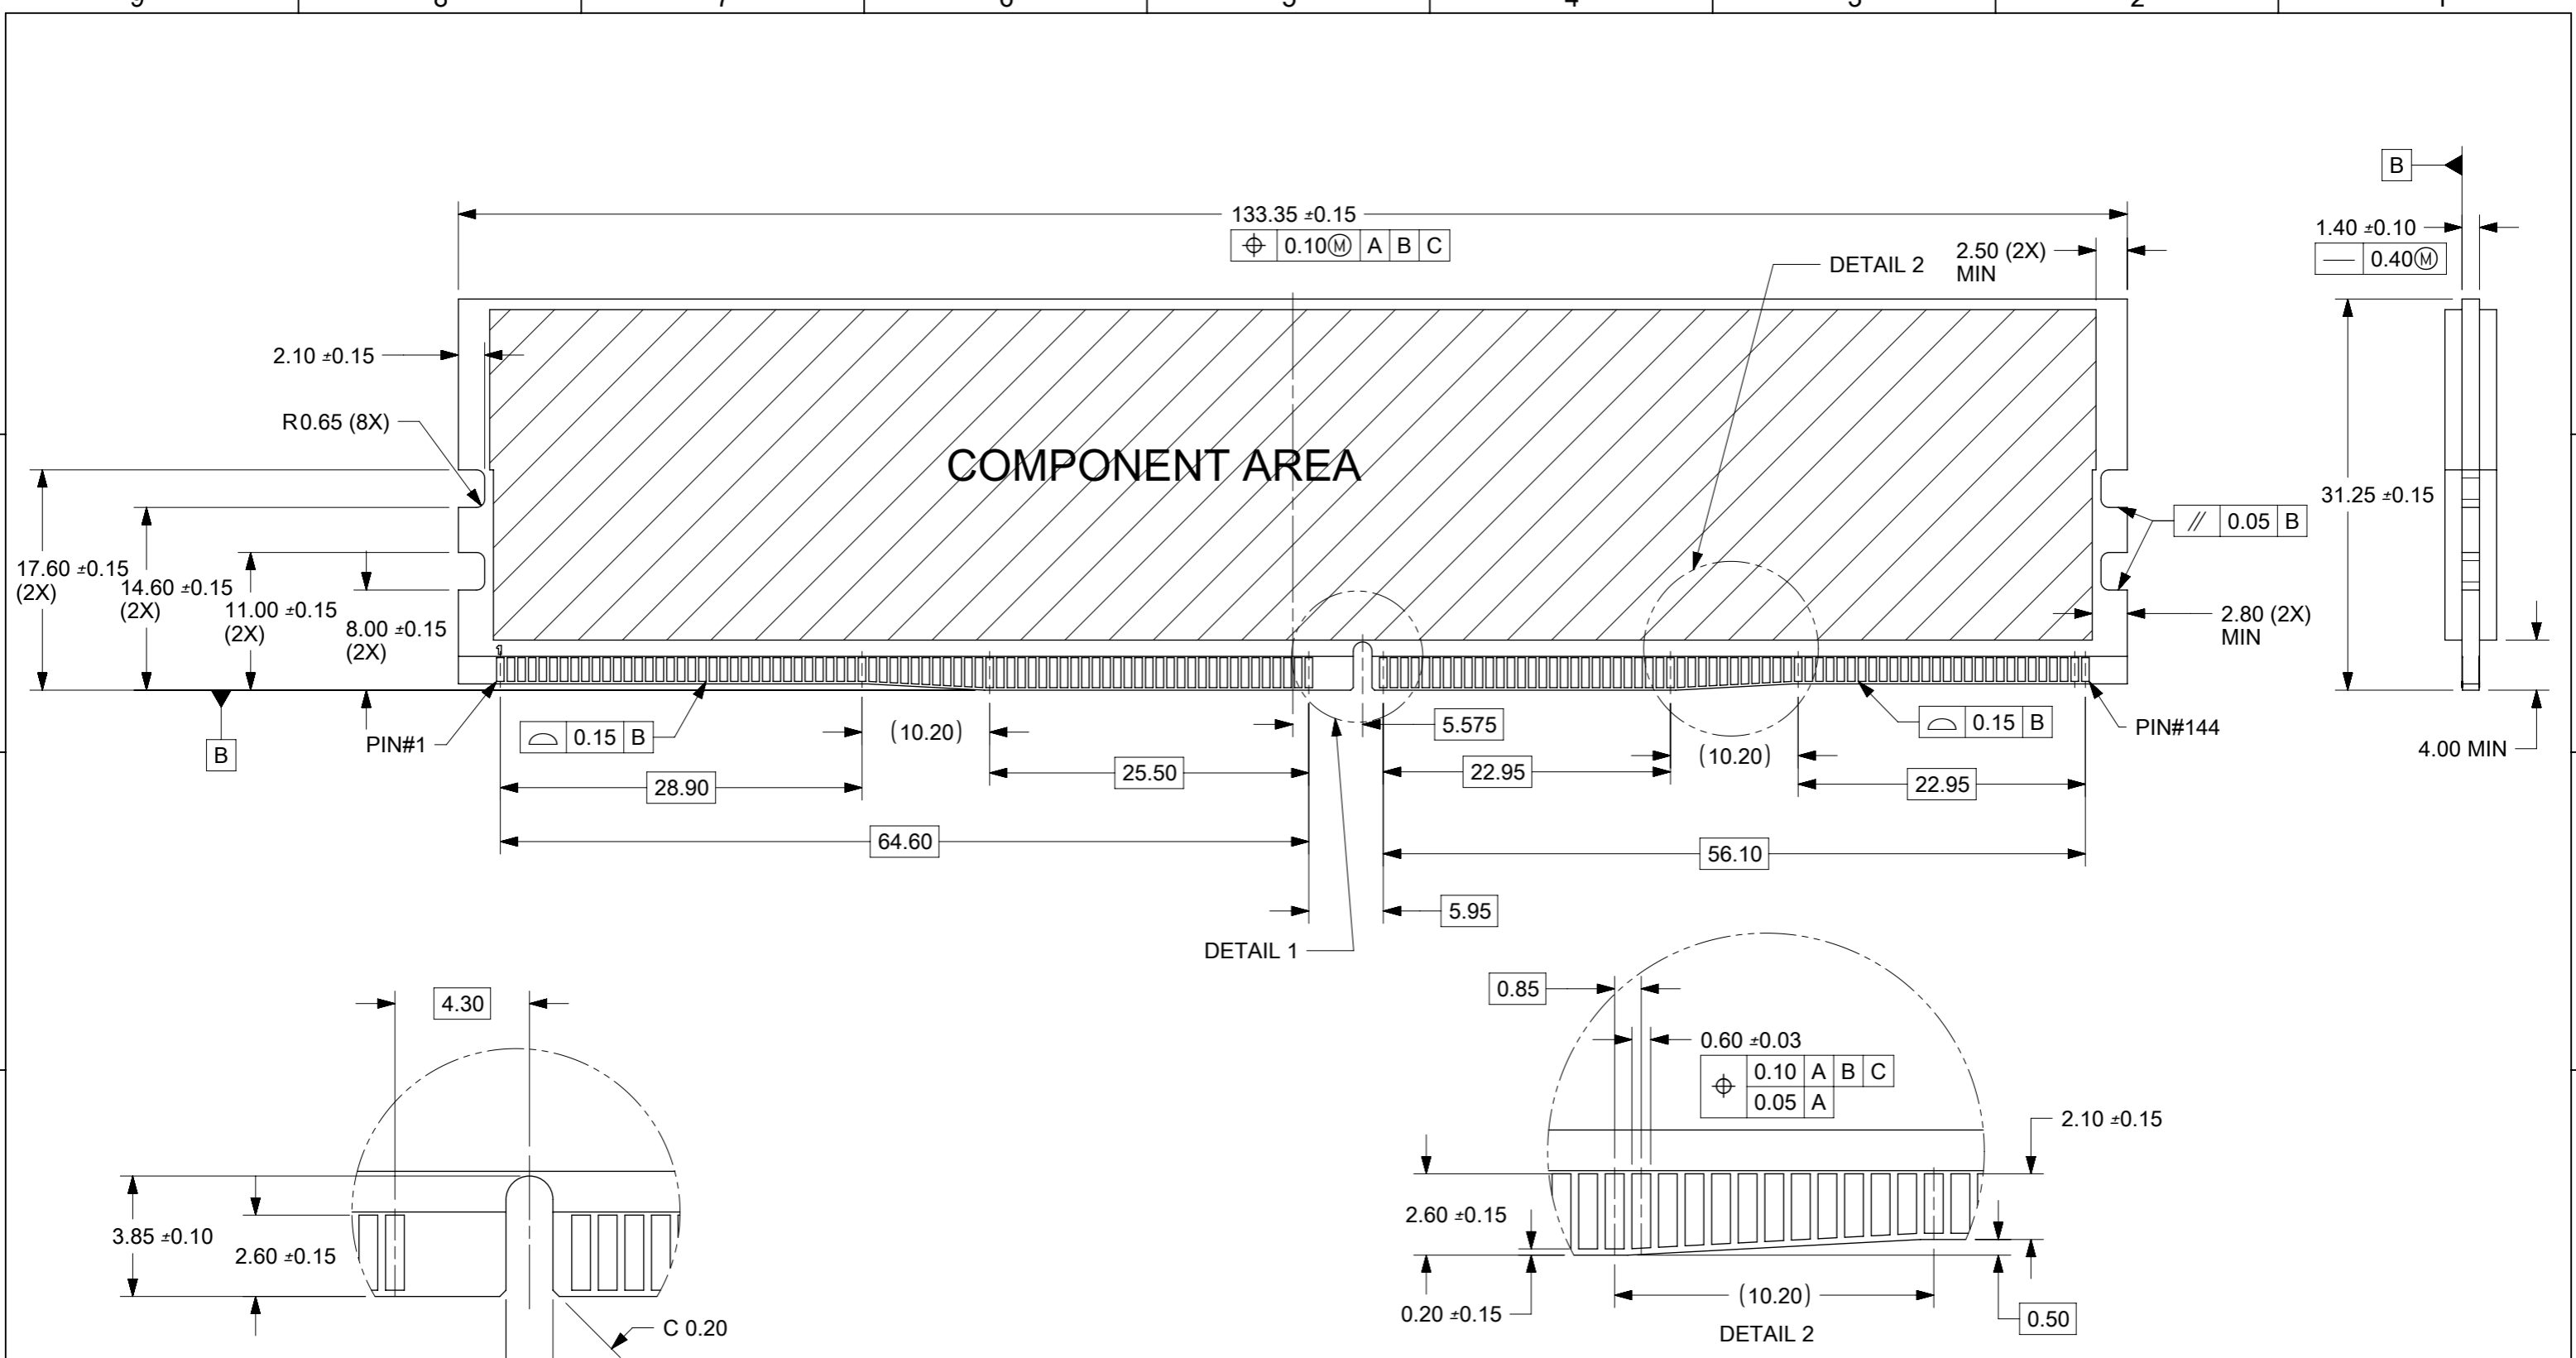 133.35 ±0.15
⌖ 0.10Ⓜ A B C
DETAIL 2
2.50 (2X)
MIN
B
1.40 ±0.10
⏤ 0.40Ⓜ
2.10 ±0.15
R0.65 (8X)
COMPONENT AREA
31.25 ±0.15
// 0.05 B
17.60 ±0.15
(2X)
14.60 ±0.15
(2X)
11.00 ±0.15
(2X)
8.00 ±0.15
(2X)
2.80 (2X)
MIN
1
B
PIN#1
⌓ 0.15 B
(10.20)
5.575
⌓ 0.15 B
PIN#144
4.00 MIN
28.90
25.50
22.95
(10.20)
22.95
64.60
56.10
5.95
DETAIL 1
4.30
0.85
0.60 ±0.03
⌖ 0.10 A B C
0.05 A
2.10 ±0.15
3.85 ±0.10
2.60 ±0.15
2.60 ±0.15
0.20 ±0.15
(10.20)
0.50
C 0.20
DETAIL 2